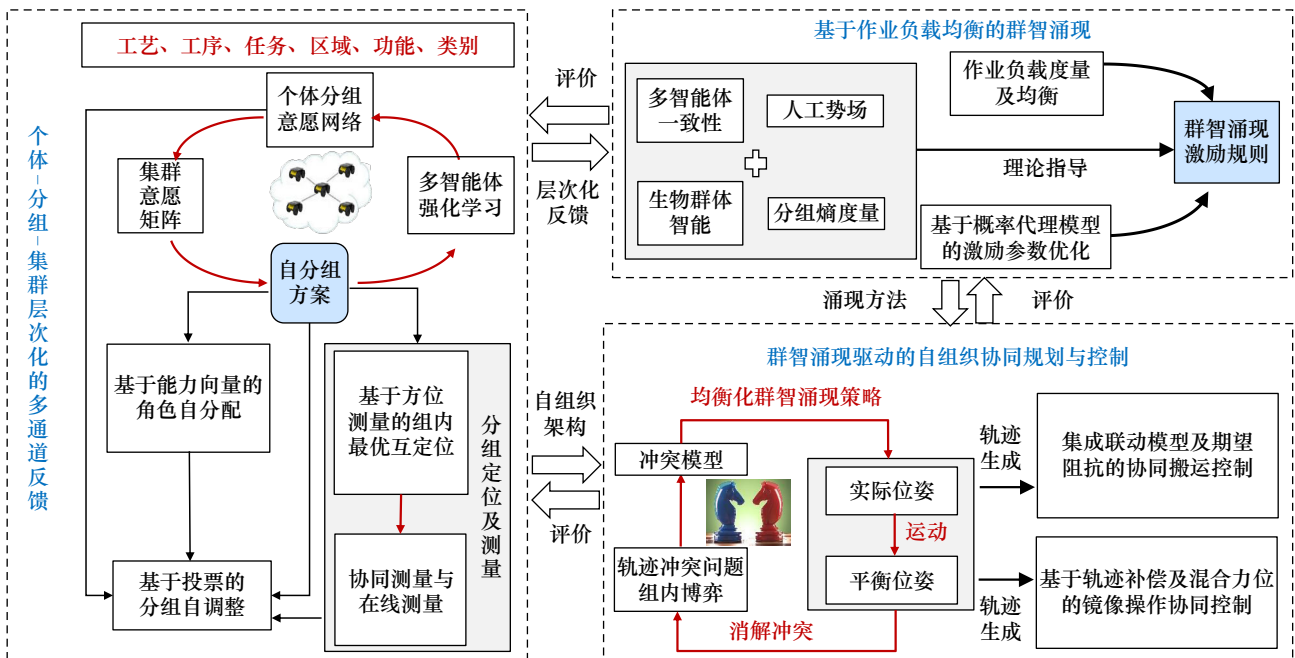 工艺、工序、任务、区域、功能、类别
个体-分组-集群层次化的多通道反馈
个体分组
意愿网络
集群
意愿
矩阵
多智能体
强化学习
自分组
方案
基于能力向量的
角色自分配
基于方位
测量的组内
最优互定位
分组定位及测量
协同测量与
在线测量
基于投票的
分组自调整
评价
层次化
反馈
自组织
架构
评价
基于作业负载均衡的群智涌现
多智能体
一致性
人工势场
生物群体
智能
分组熵度量
作业负载度量
及均衡
理论指导
群智涌现
激励规则
基于概率代理模型
的激励参数优化
涌现方法
评价
群智涌现驱动的自组织协同规划与控制
均衡化群智涌现策略
冲突模型
轨迹冲突问题
组内博弈
消解冲突
实际位姿
运动
平衡位姿
轨迹
生成
集成联动模型及期望
阻抗的协同搬运控制
轨迹
生成
基于轨迹补偿及混合力位
的镜像操作协同控制